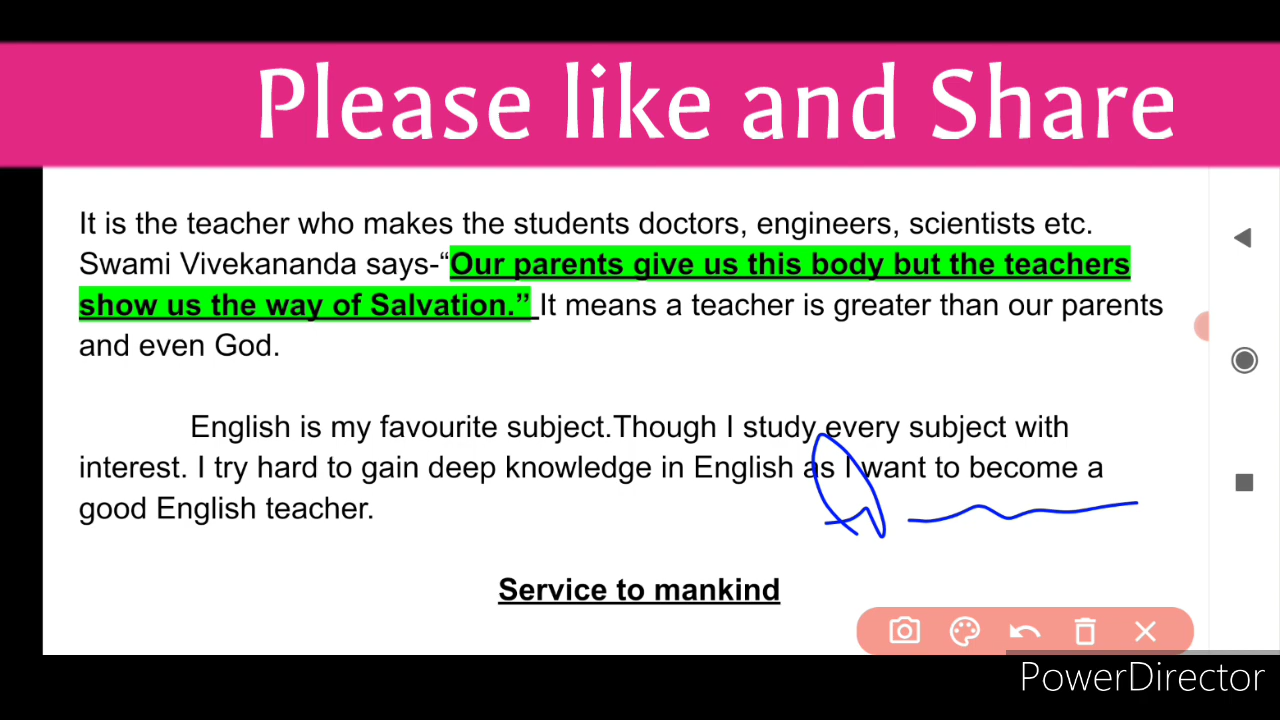 Please like and Share
It is the teacher who makes the students doctors, engineers, scientists etc.
Swami Vivekananda says-“Our parents give us this body but the teachers
show us the way of Salvation.” It means a teacher is greater than our parents
and even God.
English is my favourite subject.Though I study every subject with
interest. I try hard to gain deep knowledge in English as I want to become a
good English teacher.
Service to mankind
PowerDirector